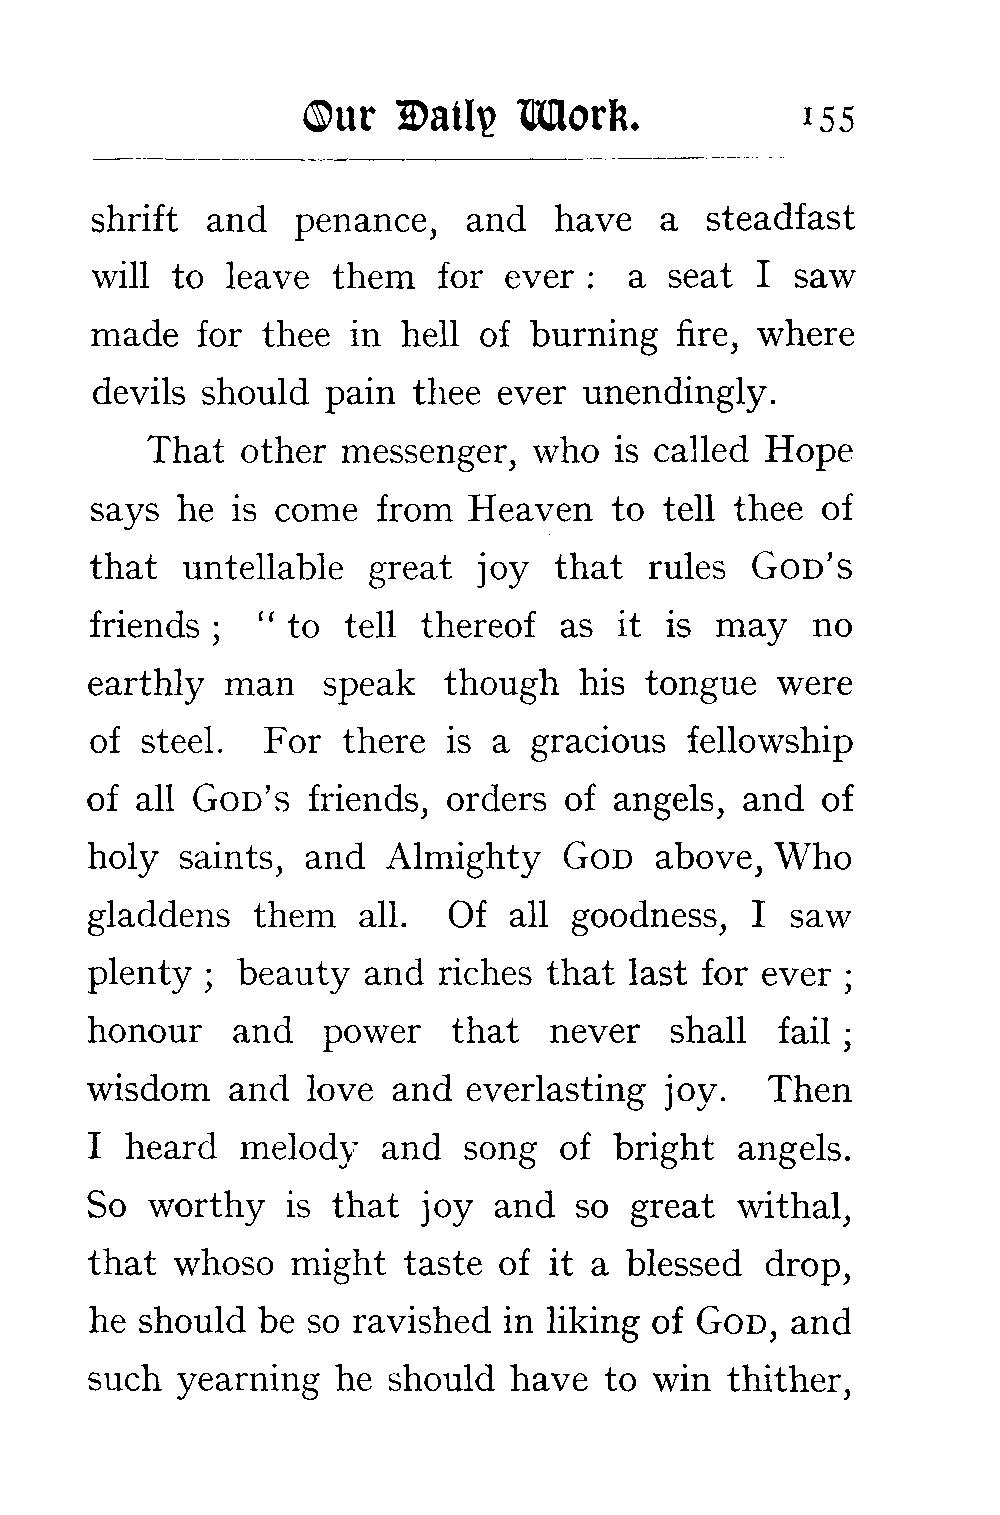 Our Daily Work. 155
shrift and penance, and have a steadfast
will to leave them for ever : a seat I saw
made for thee in hell of burning fire, where
devils should pain thee ever unendingly.
That other messenger, who is called Hope
says he is come from Heaven to tell thee of
that untellable great joy that rules GOD'S
friends ; “ to tell thereof as it is may no
earthly man speak though his tongue were
of steel. For there is a gracious fellowship
of all GOD'S friends, orders of angels, and of
holy saints, and Almighty GOD above, Who
gladdens them all. Of all goodness, I saw
plenty ; beauty and riches that last for ever ;
honour and power that never shall fail ;
wisdom and love and everlasting joy. Then
I heard melody and song of bright angels.
So worthy is that joy and so great withal,
that whoso might taste of it a blessed drop,
he should be so ravished in liking of GOD, and
such yearning he should have to win thither,